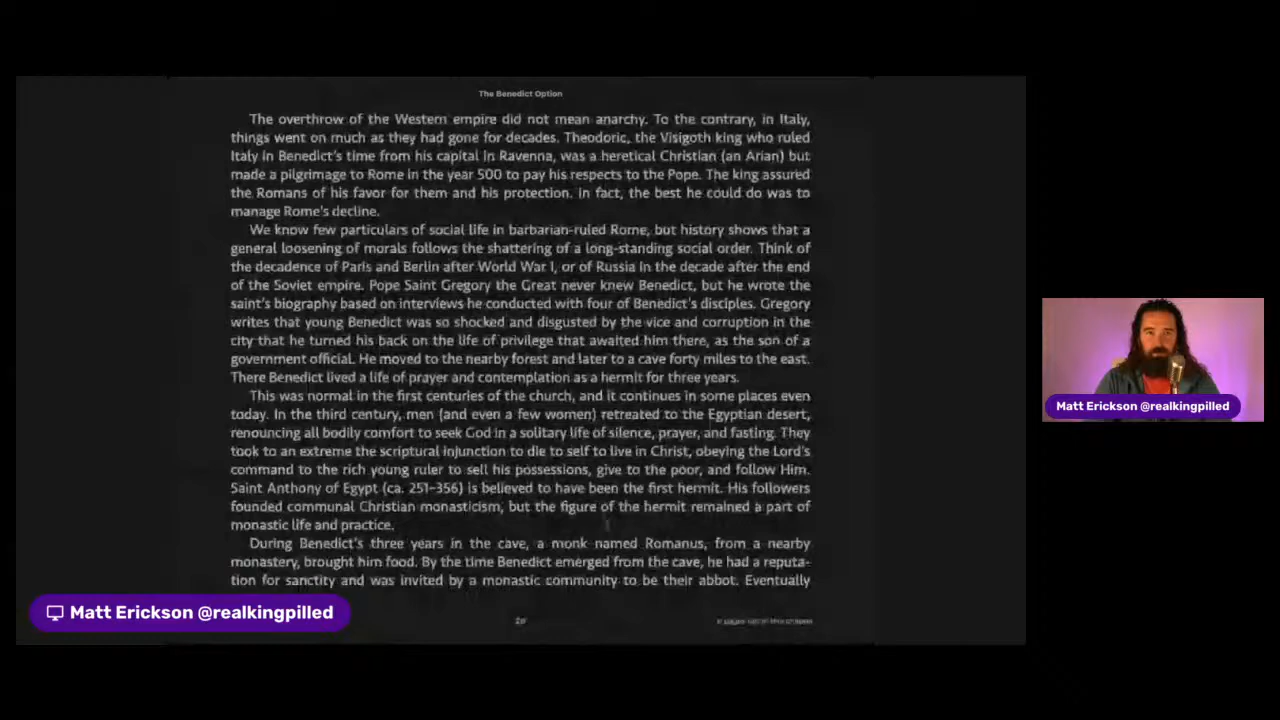 The Benedict Option
The overthrow of the Western empire did not mean anarchy. To the contrary, in Italy,
things went on much as they had gone for decades. Theodoric, the Visigoth king who ruled
Italy in Benedict's time from his capital in Ravenna, was a heretical Christian (an Arian) but
made a pilgrimage to Rome in the year 500 to pay his respects to the Pope. The king assured
the Romans of his favor for them and his protection. In fact, the best he could do was to
manage Rome's decline.
We know few particulars of social life in barbarian-ruled Rome, but history shows that a
general loosening of morals follows the shattering of a long-standing social order. Think of
the decadence of Paris and Berlin after World War I, or of Russia in the decade after the end
of the Soviet empire. Pope Saint Gregory the Great never knew Benedict, but he wrote the
saint's biography based on interviews he conducted with four of Benedict's disciples. Gregory
writes that young Benedict was so shocked and disgusted by the vice and corruption in the
city that he turned his back on the life of privilege that awaited him there, as the son of a
government official. He moved to the nearby forest and later to a cave forty miles to the east.
There Benedict lived a life of prayer and contemplation as a hermit for three years.
This was normal in the first centuries of the church, and it continues in some places even
today. In the third century, men (and even a few women) retreated to the Egyptian desert,
renouncing all bodily comfort to seek God in a solitary life of silence, prayer, and fasting. They
took to an extreme the scriptural injunction to die to self to live in Christ, obeying the Lord's
command to the rich young ruler to sell his possessions, give to the poor, and follow Him.
Saint Anthony of Egypt (ca. 251–356) is believed to have been the first hermit. His followers
founded communal Christian monasticism, but the figure of the hermit remained a part of
monastic life and practice.
During Benedict's three years in the cave, a monk named Romanus, from a nearby
monastery, brought him food. By the time Benedict emerged from the cave, he had a reputa-
tion for sanctity and was invited by a monastic community to be their abbot. Eventually
left in this chapter
Matt Erickson @realkingpilled
Matt Erickson @realkingpilled